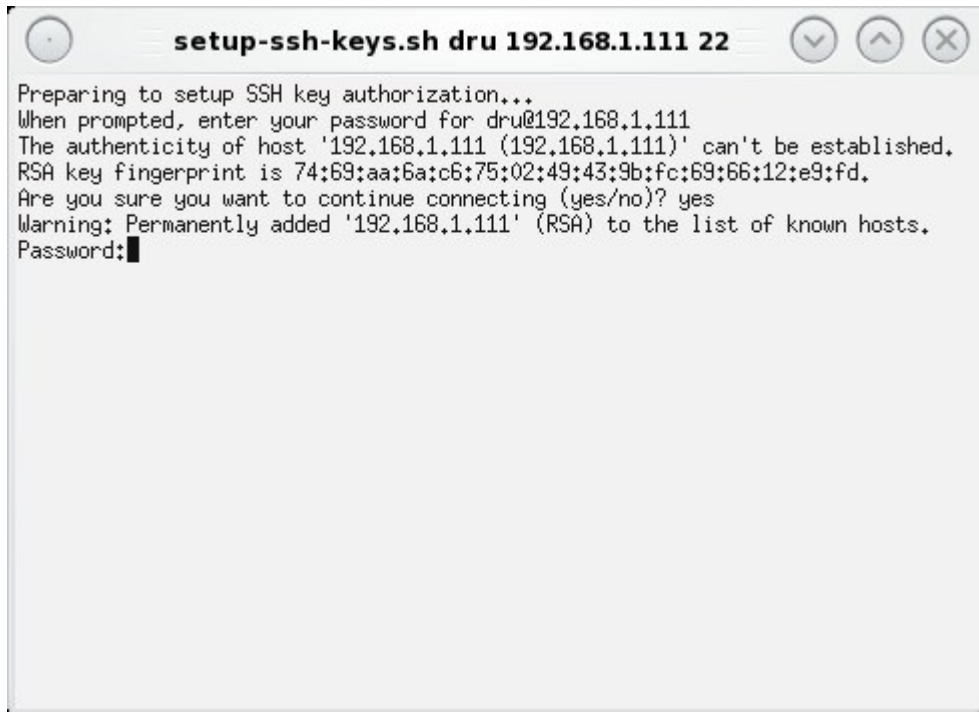 setup-ssh-keys.sh dru 192.168.1.111 22
Preparing to setup SSH key authorization...
When prompted, enter your password for dru@192.168.1.111
The authenticity of host '192.168.1.111 (192.168.1.111)' can't be established.
RSA key fingerprint is 74:69:aa:6a:c6:75:02:49:43:9b:fc:69:66:12:e9:fd.
Are you sure you want to continue connecting (yes/no)? yes
Warning: Permanently added '192.168.1.111' (RSA) to the list of known hosts.
Password: